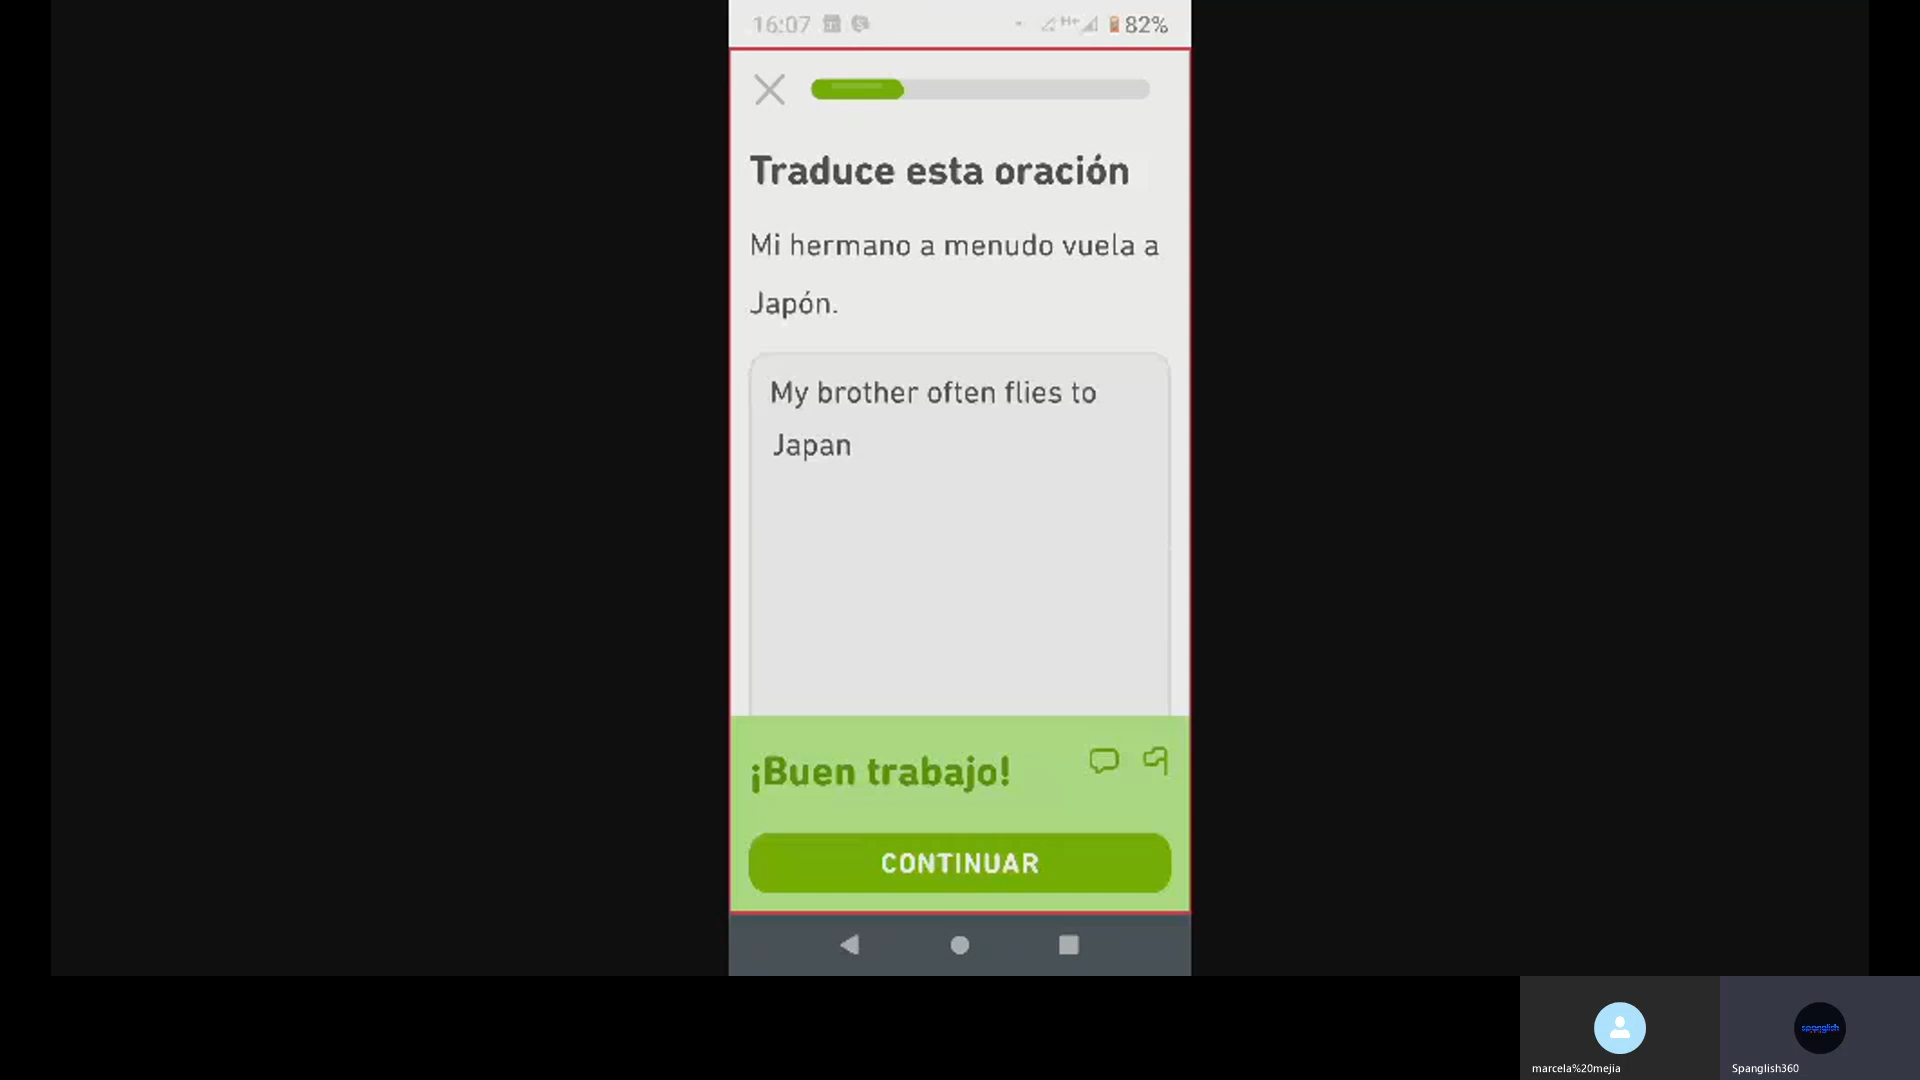 16:07
H+
82%
Traduce esta oración
Mi hermano a menudo vuela a
Japón.
My brother often flies to
Japan
¡Buen trabajo!
CONTINUAR
spanglish
marcela%20mejia
Spanglish360